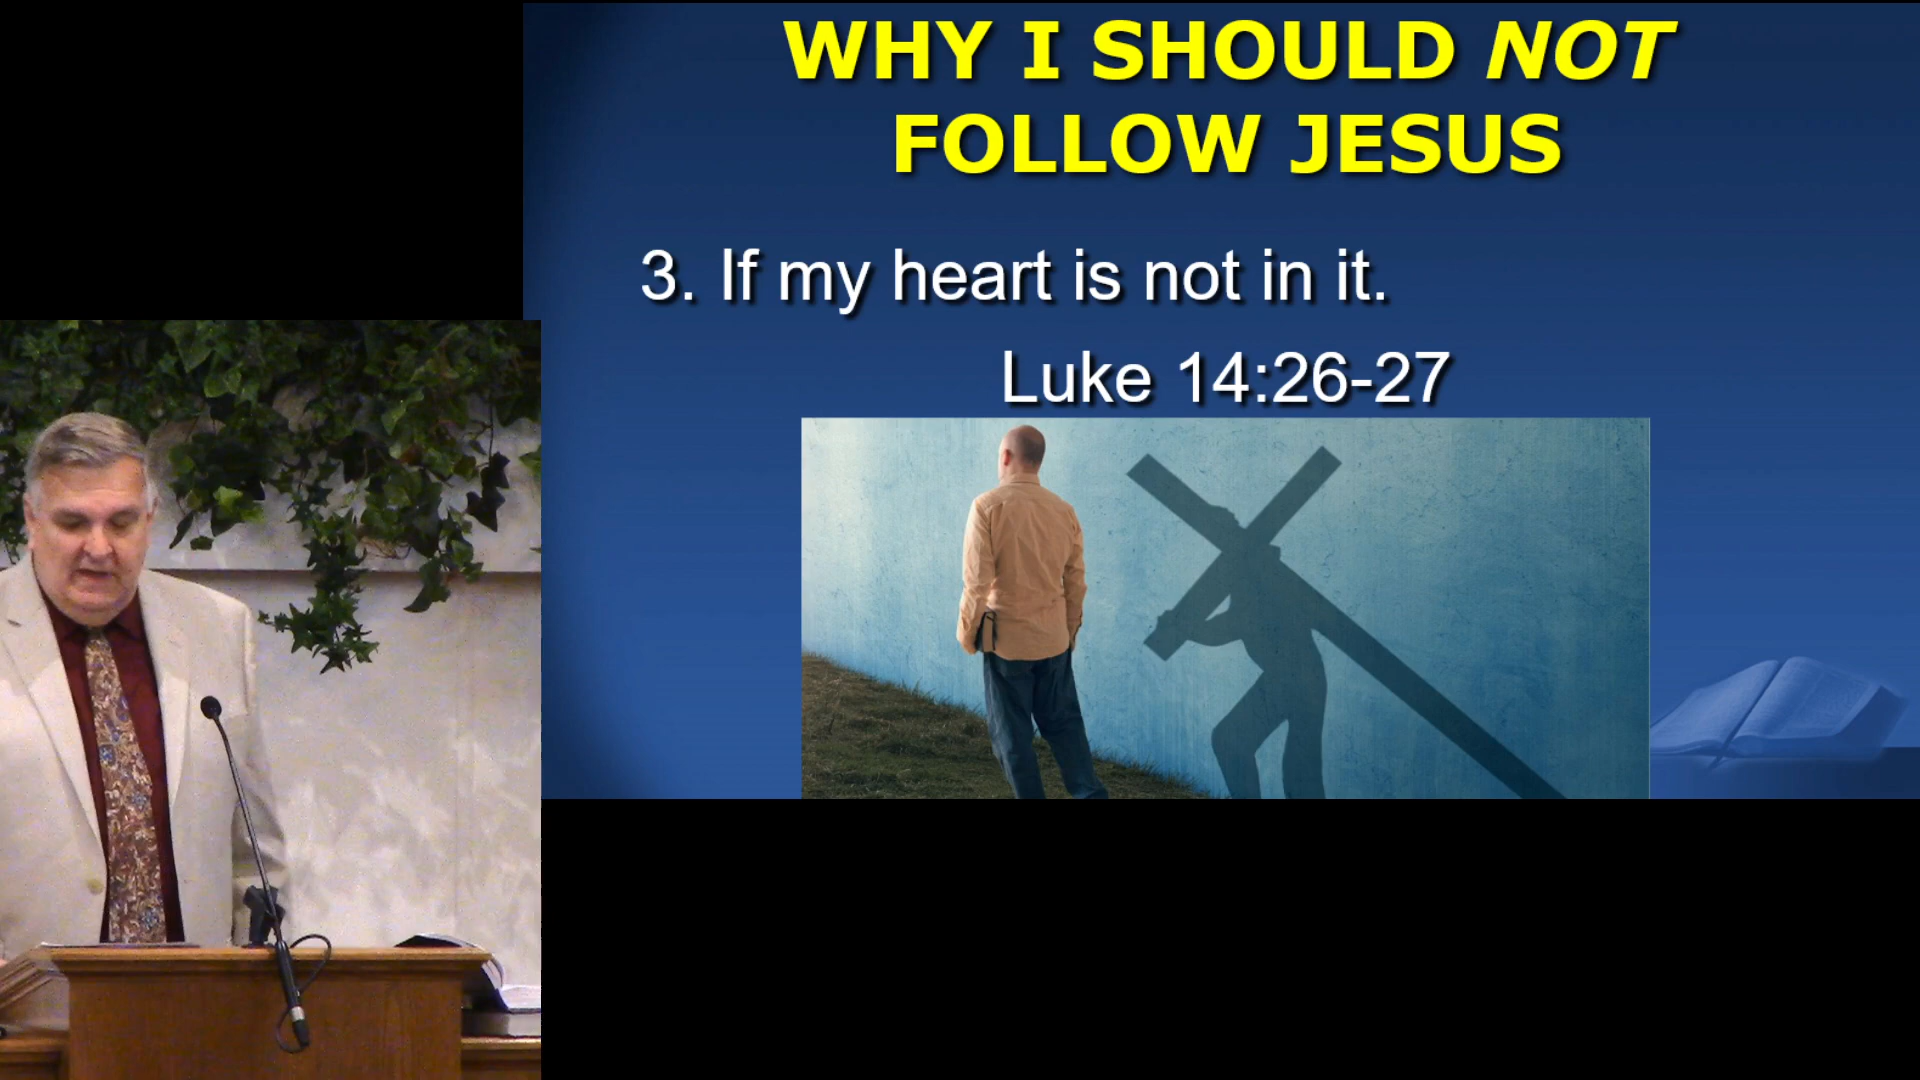 WHY I SHOULD NOT
FOLLOW JESUS
3. If my heart is not in it.
Luke 14:26-27